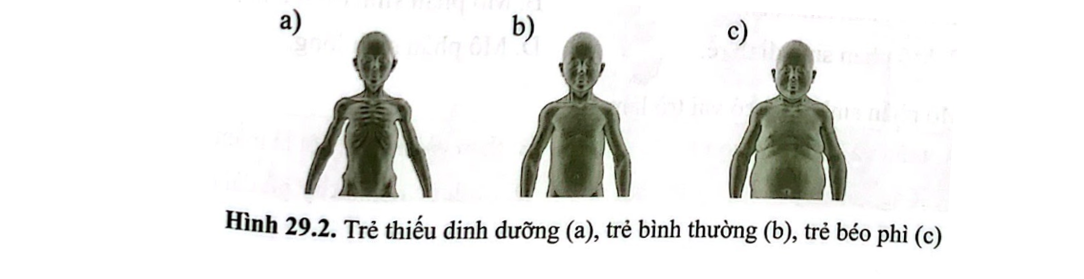 a)
b)
c)
Hình 29.2. Trẻ thiếu dinh dưỡng (a), trẻ bình thường (b), trẻ béo phì (c)